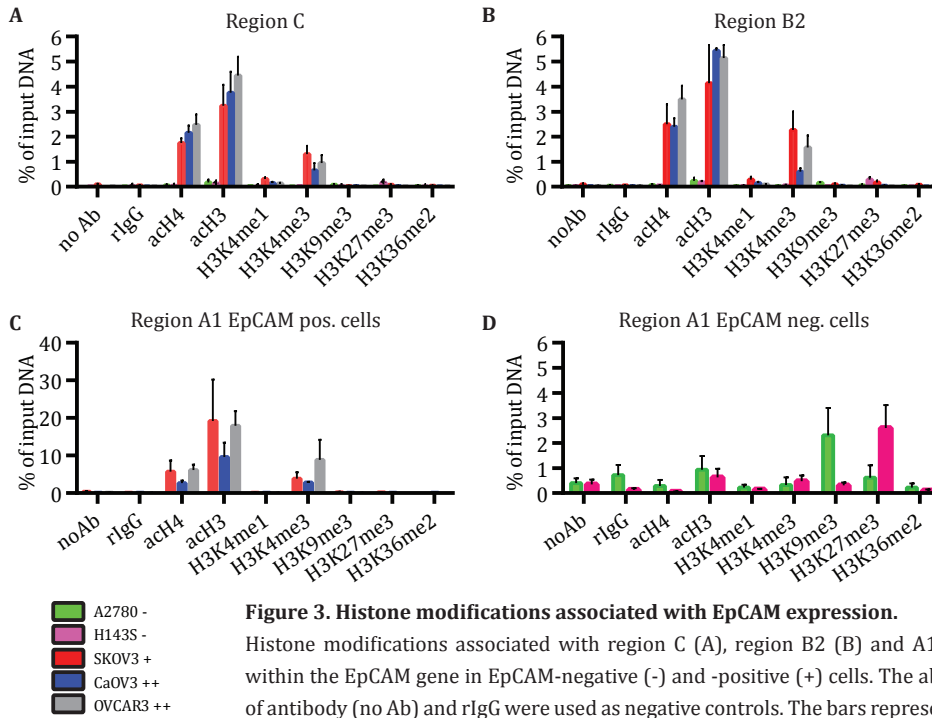 A
Region C
% of input DNA
6
5
4
3
2
1
0
noAb
rIgG
acH4
acH3
H3K4me1
H3K4me3
H3K9me3
H3K27me3
H3K36me2
B
Region B2
% of input DNA
6
5
4
3
2
1
0
noAb
rIgG
acH4
acH3
H3K4me1
H3K4me3
H3K9me3
H3K27me3
H3K36me2
C
Region A1 EpCAM pos. cells
% of input DNA
40
30
20
10
0
noAb
rIgG
acH4
acH3
H3K4me1
H3K4me3
H3K9me3
H3K27me3
H3K36me2
D
Region A1 EpCAM neg. cells
% of input DNA
6
5
4
3
2
1
0
noAb
rIgG
acH4
acH3
H3K4me1
H3K4me3
H3K9me3
H3K27me3
H3K36me2
A2780 -
H143S -
SKOV3 +
CaOV3 ++
OVCAR3 ++
Figure 3. Histone modifications associated with EpCAM expression.
Histone modifications associated with region C (A), region B2 (B) and A1
within the EpCAM gene in EpCAM-negative (-) and -positive (+) cells. The a
of antibody (no Ab) and rIgG were used as negative controls. The bars represe